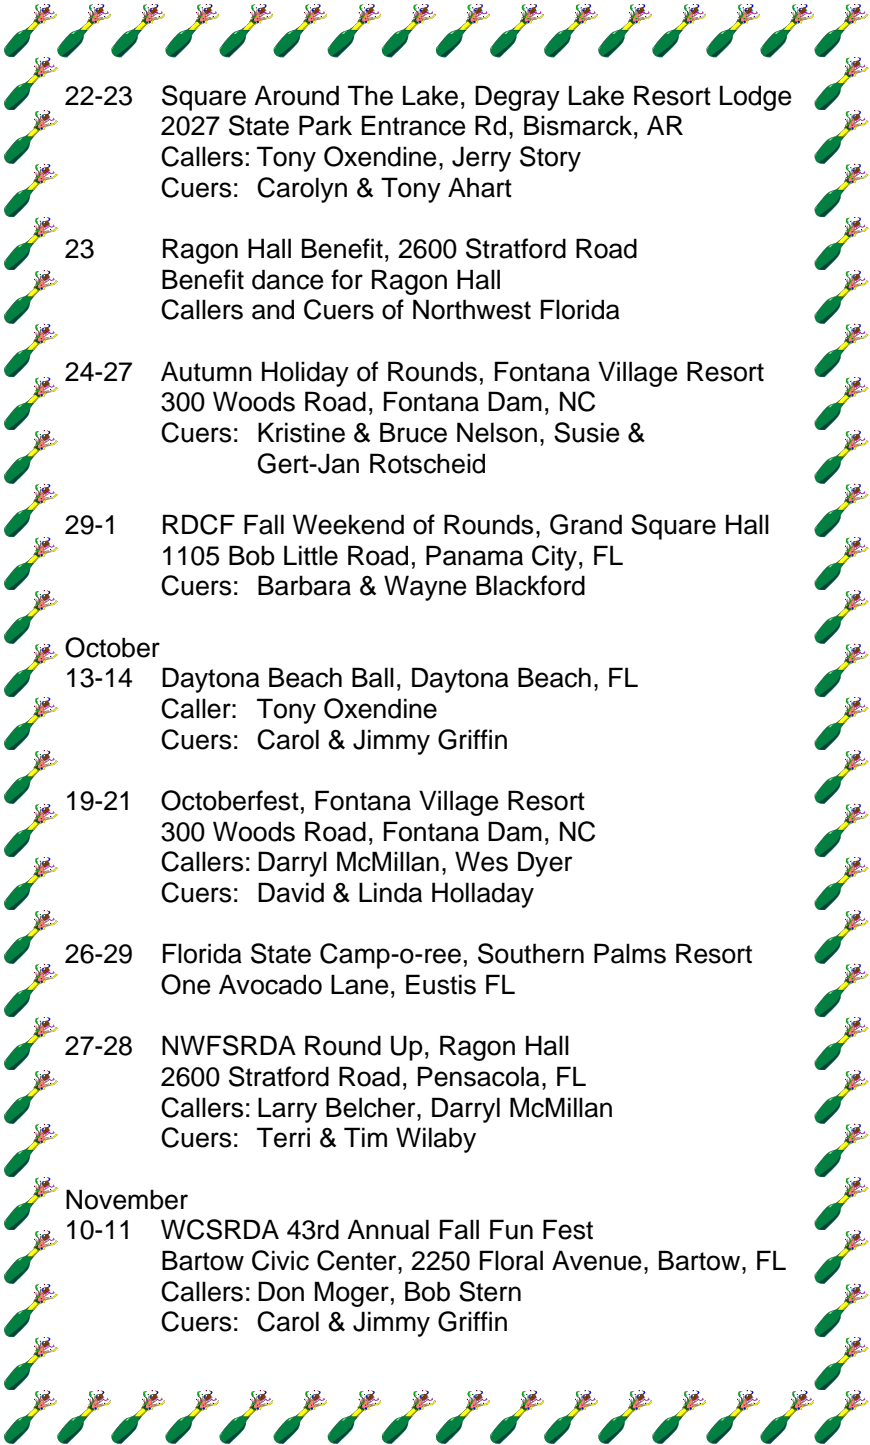 22-23 Square Around The Lake, Degray Lake Resort Lodge
2027 State Park Entrance Rd, Bismarck, AR
Callers: Tony Oxendine, Jerry Story
Cuers: Carolyn & Tony Ahart
23 Ragon Hall Benefit, 2600 Stratford Road
Benefit dance for Ragon Hall
Callers and Cuers of Northwest Florida
24-27 Autumn Holiday of Rounds, Fontana Village Resort
300 Woods Road, Fontana Dam, NC
Cuers: Kristine & Bruce Nelson, Susie &
Gert-Jan Rotscheid
29-1 RDCF Fall Weekend of Rounds, Grand Square Hall
1105 Bob Little Road, Panama City, FL
Cuers: Barbara & Wayne Blackford
October
13-14 Daytona Beach Ball, Daytona Beach, FL
Caller: Tony Oxendine
Cuers: Carol & Jimmy Griffin
19-21 Octoberfest, Fontana Village Resort
300 Woods Road, Fontana Dam, NC
Callers: Darryl McMillan, Wes Dyer
Cuers: David & Linda Holladay
26-29 Florida State Camp-o-ree, Southern Palms Resort
One Avocado Lane, Eustis FL
27-28 NWFSRDA Round Up, Ragon Hall
2600 Stratford Road, Pensacola, FL
Callers: Larry Belcher, Darryl McMillan
Cuers: Terri & Tim Wilaby
November
10-11 WCSRDA 43rd Annual Fall Fun Fest
Bartow Civic Center, 2250 Floral Avenue, Bartow, FL
Callers: Don Moger, Bob Stern
Cuers: Carol & Jimmy Griffin